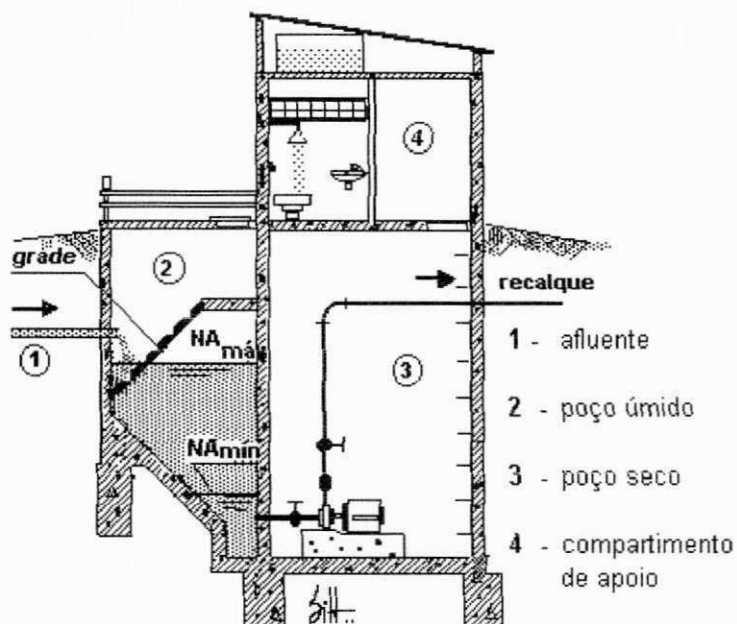 4
grade
2
recalque
1
NAmáx
1 - afluente
3
2 - poço úmido
NAmín
3 - poço seco
4 - compartimento
de apoio